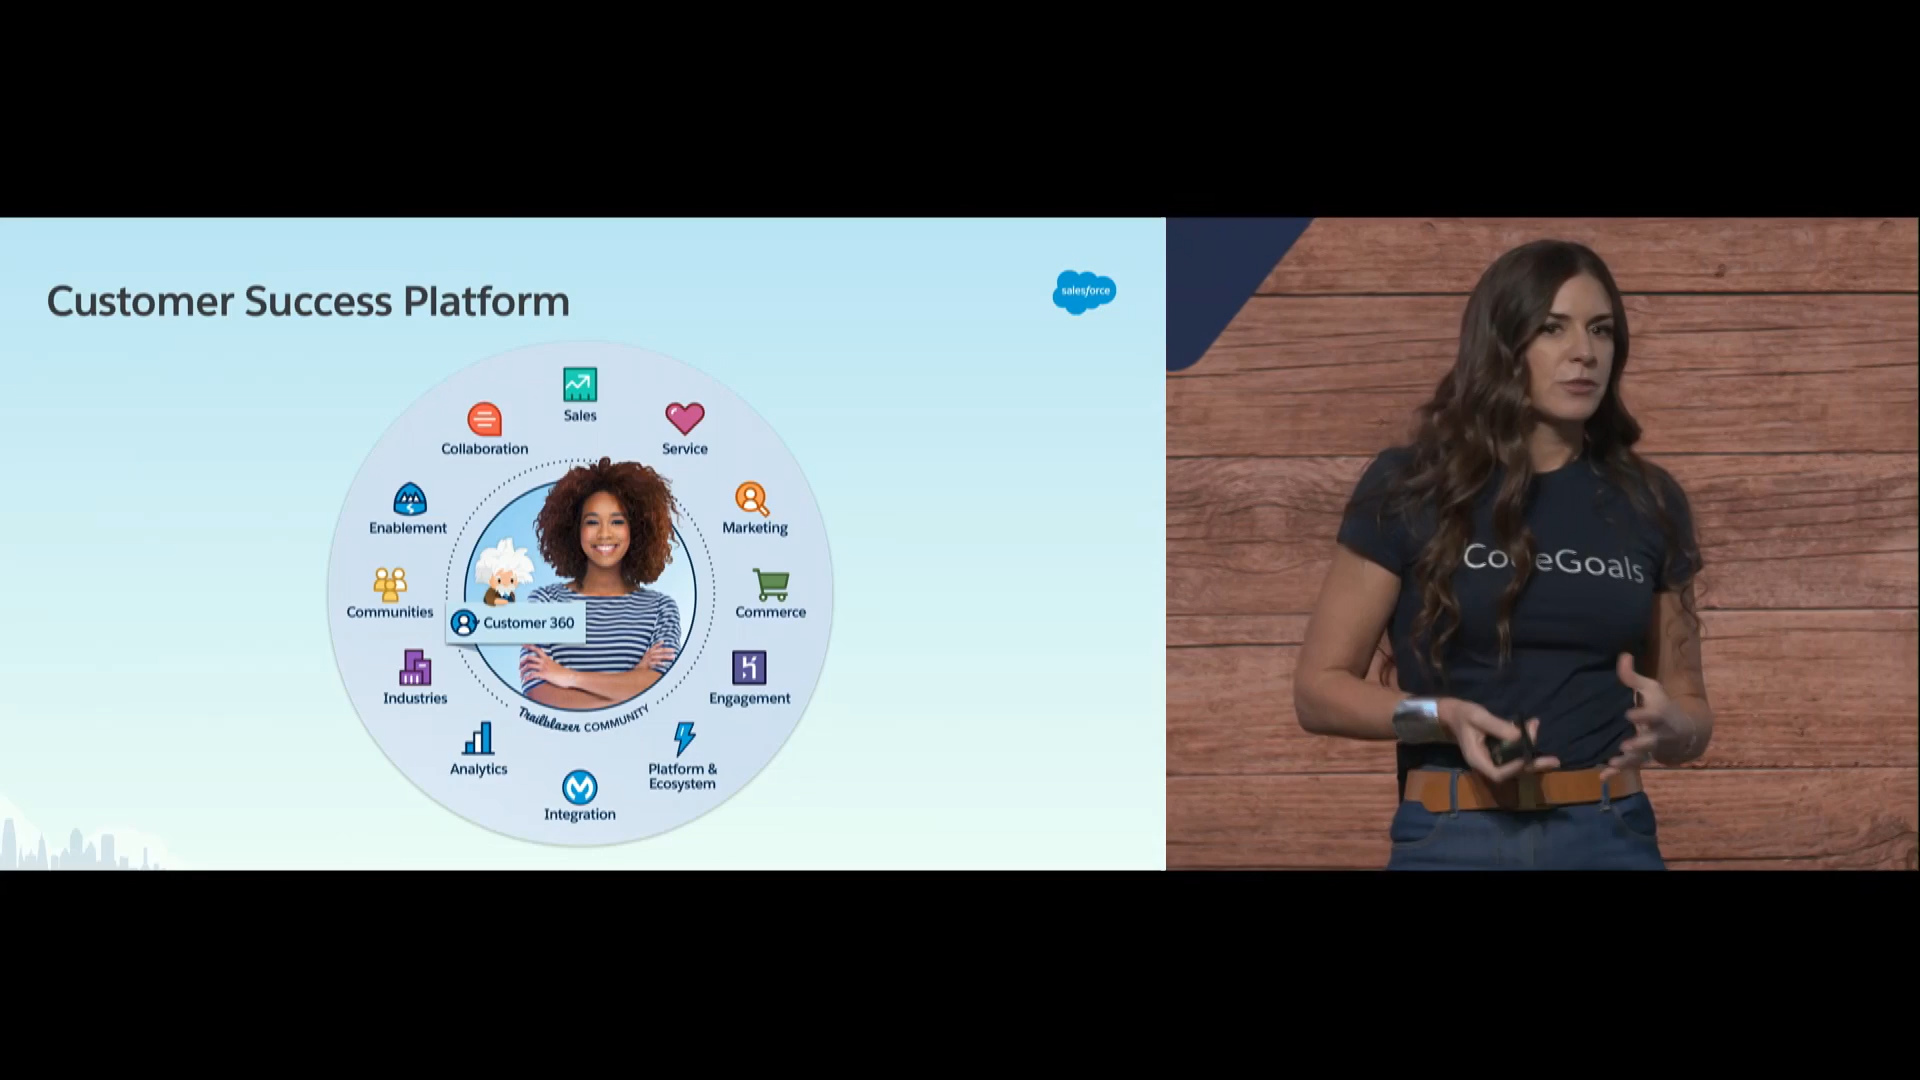 Customer Success Platform
salesforce
Sales
Collaboration
Service
Enablement
Marketing
Communities
Commerce
Customer 360
Industries
Engagement
Trailblazer COMMUNITY
Analytics
Platform &
Ecosystem
Integration
CodeGoals